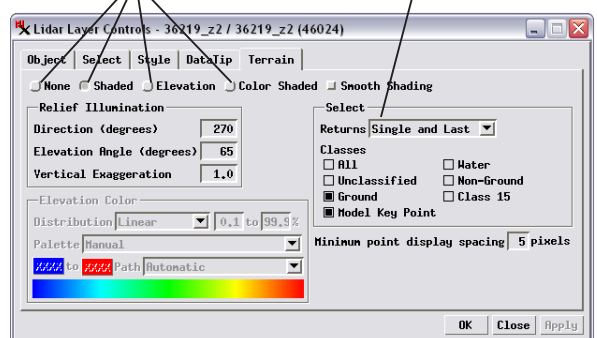 Lidar Layer Controls - 36219_z2 / 36219_z2 (46024)
Object Select Style DataTip Terrain
None Shaded Elevation Color Shaded Smooth Shading
Relief Illumination
Direction (degrees) 270
Elevation Angle (degrees) 65
Vertical Exaggeration 1.0
Elevation Color
Distribution Linear 0.1 to 99.9 %
Palette Manual
to Path Automatic
Select
Returns Single and Last
Classes
All Water
Unclassified Non-Ground
Ground Class 15
Model Key Point
Minimum point display spacing 5 pixels
OK Close Apply